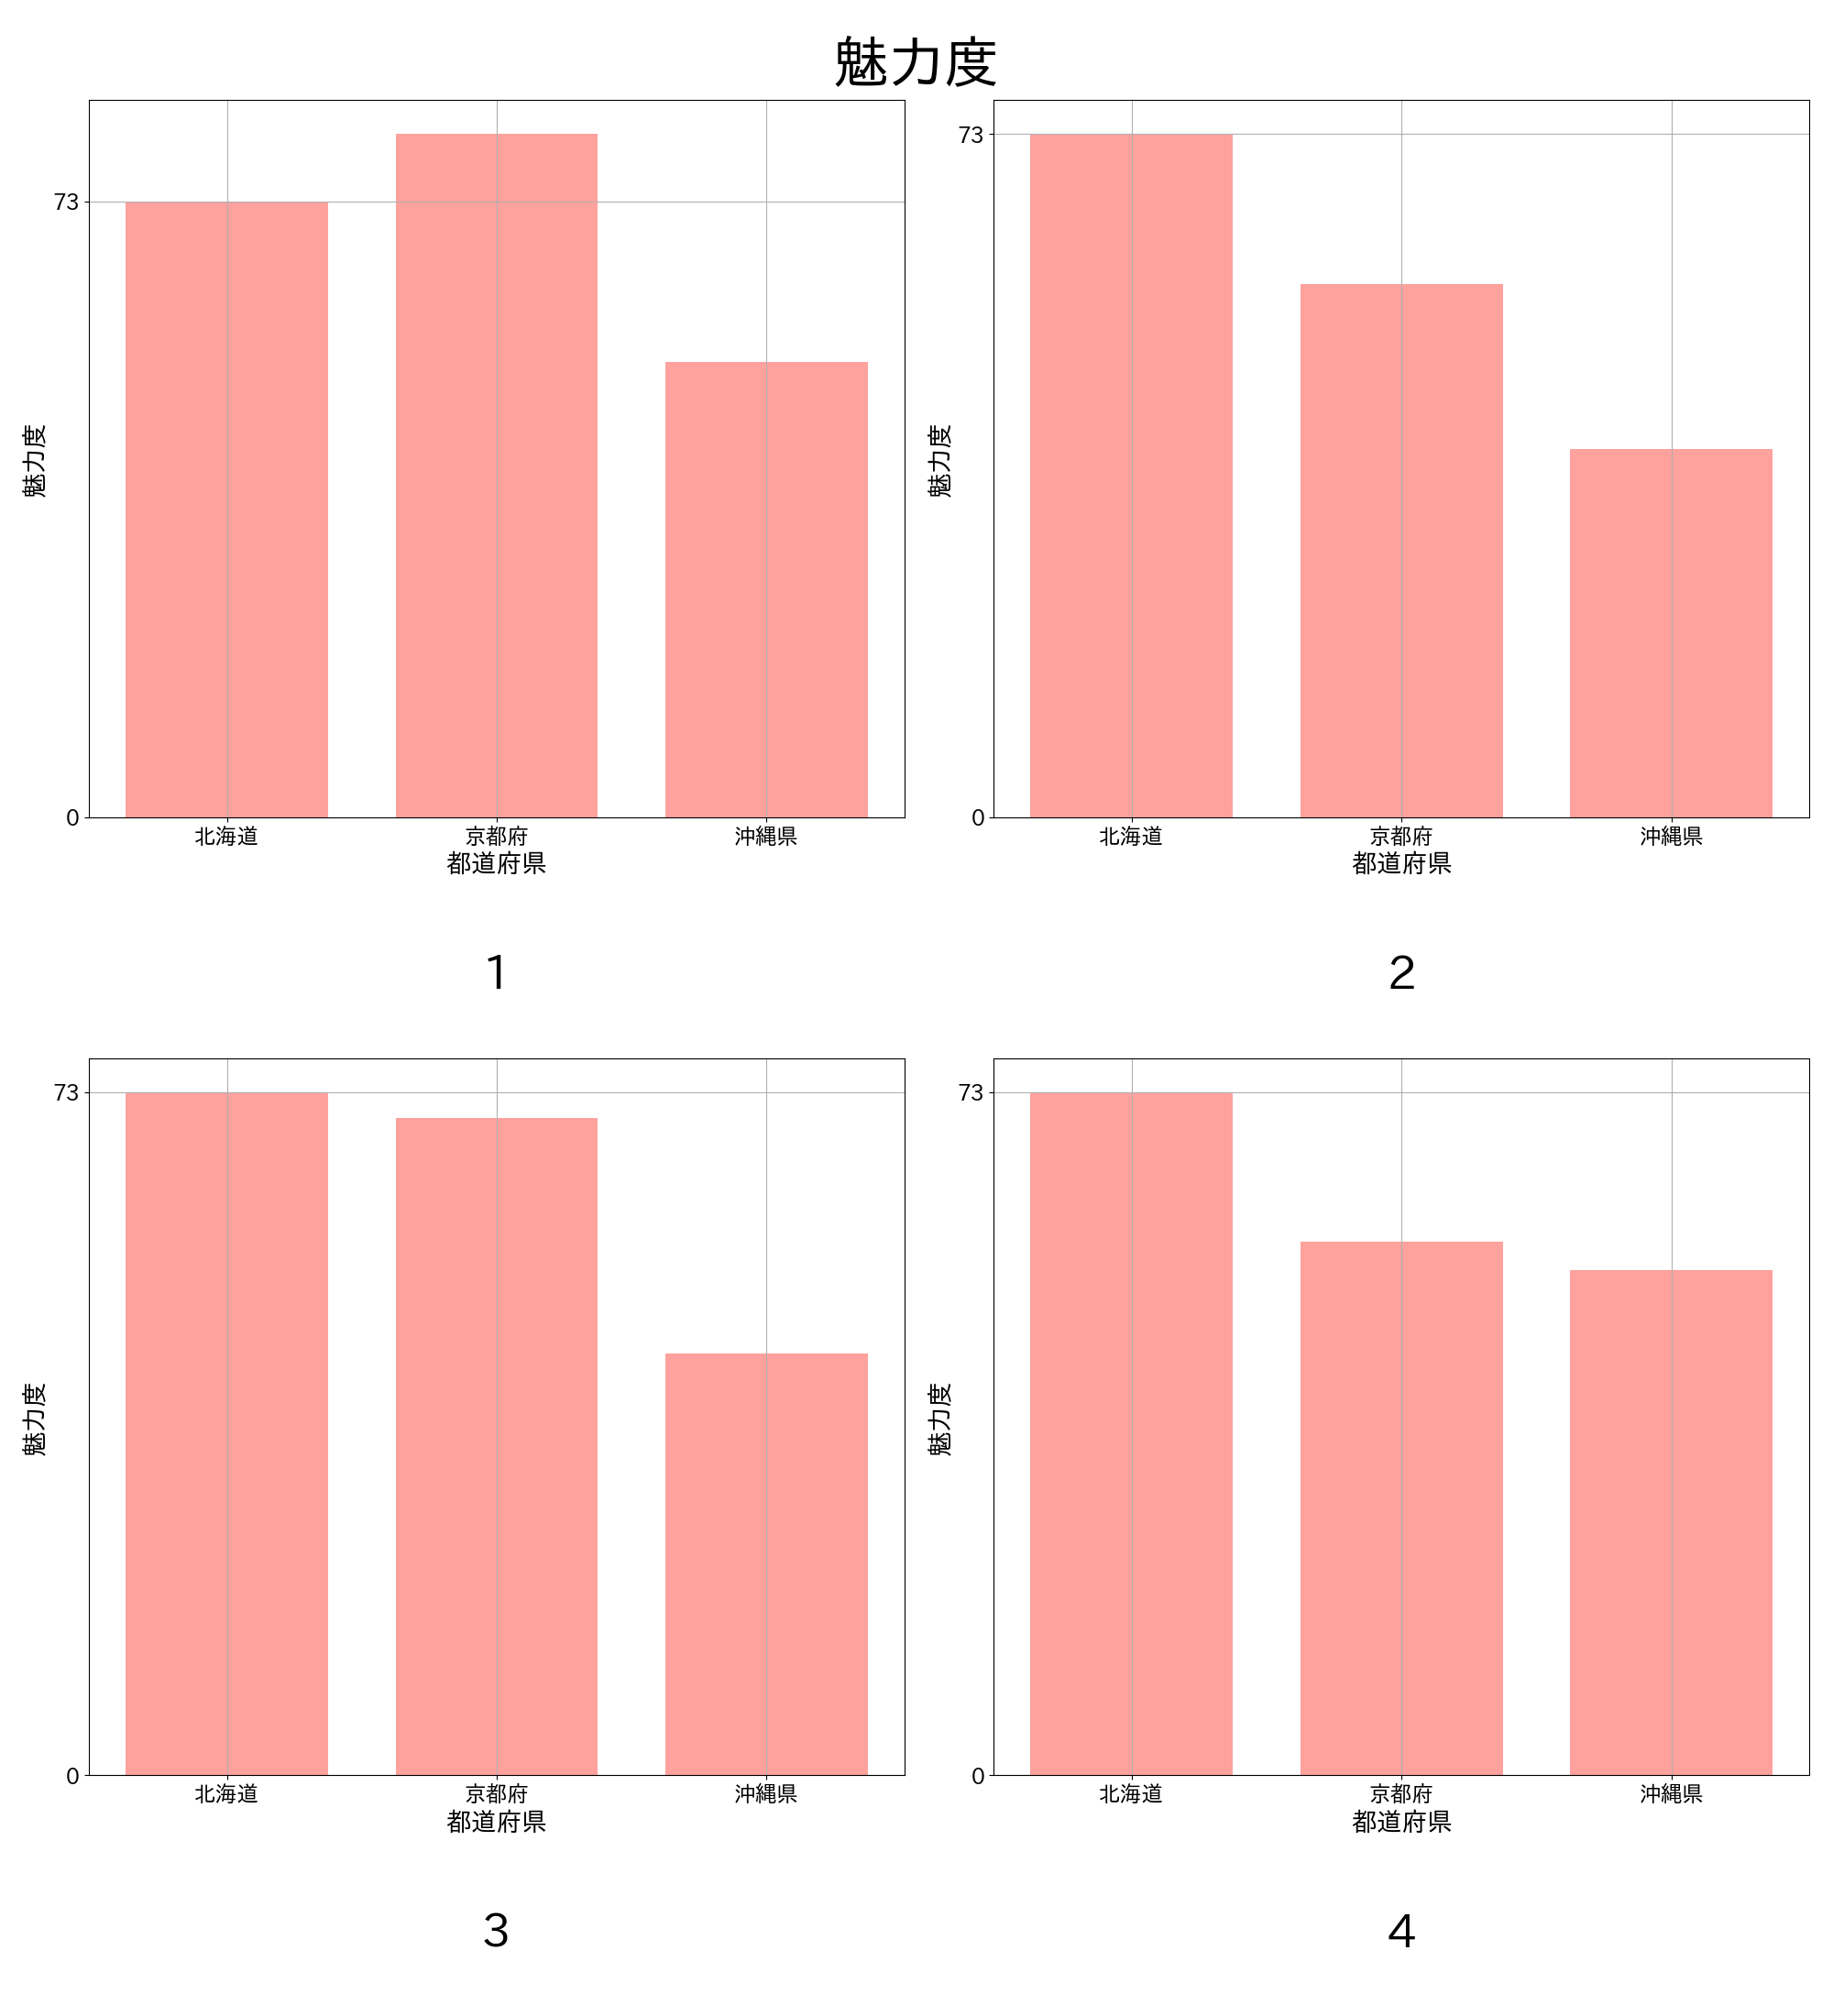 魅力度
73
0
魅力度
北海道 京都府 沖縄県
都道府県
1
73
0
魅力度
北海道 京都府 沖縄県
都道府県
2
73
0
魅力度
北海道 京都府 沖縄県
都道府県
3
73
0
魅力度
北海道 京都府 沖縄県
都道府県
4